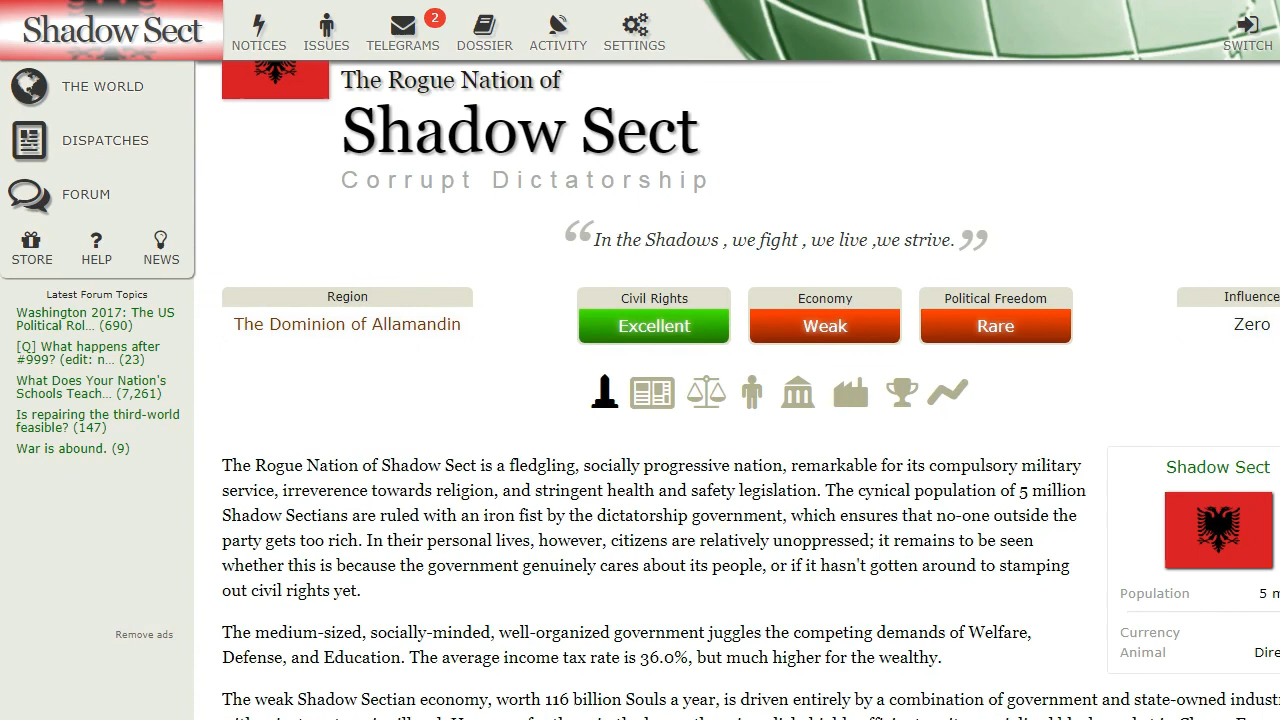 Shadow Sect
NOTICES
ISSUES
TELEGRAMS
2
DOSSIER
ACTIVITY
SETTINGS
SWITCH
THE WORLD
DISPATCHES
FORUM
STORE
HELP
NEWS
Latest Forum Topics
Washington 2017: The US
Political Rol... (690)
[Q] What happens after
#999? (edit: n... (23)
What Does Your Nation's
Schools Teach... (7,261)
Is repairing the third-world
feasible? (147)
War is abound. (9)
Remove ads
The Rogue Nation of
Shadow Sect
Corrupt Dictatorship
“In the Shadows , we fight , we live ,we strive.”
Region
The Dominion of Allamandin
Civil Rights
Excellent
Economy
Weak
Political Freedom
Rare
Influence
Zero
The Rogue Nation of Shadow Sect is a fledgling, socially progressive nation, remarkable for its compulsory military
service, irreverence towards religion, and stringent health and safety legislation. The cynical population of 5 million
Shadow Sectians are ruled with an iron fist by the dictatorship government, which ensures that no-one outside the
party gets too rich. In their personal lives, however, citizens are relatively unoppressed; it remains to be seen
whether this is because the government genuinely cares about its people, or if it hasn't gotten around to stamping
out civil rights yet.
The medium-sized, socially-minded, well-organized government juggles the competing demands of Welfare,
Defense, and Education. The average income tax rate is 36.0%, but much higher for the wealthy.
The weak Shadow Sectian economy, worth 116 billion Souls a year, is driven entirely by a combination of government and state-owned indust
Shadow Sect
Population
5 m
Currency
Animal
Dire